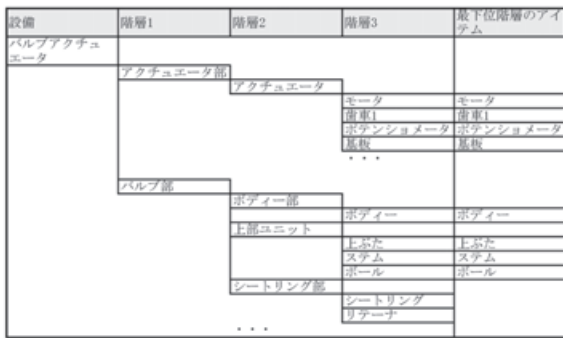 設備 階層1 階層2 階層3 最下位階層のアイ
テム
バルブアクチュ
エータ
アクチュエータ部
アクチュエータ
モータ モータ
歯車1 歯車1
ポテンショメータ ポテンショメータ
基板 基板
・・・
バルブ部
ボディー部
ボディー ボディー
上部ユニット
上ぶた 上ぶた
ステム ステム
ボール ボール
シートリング部
シートリング
リテーナ
・・・